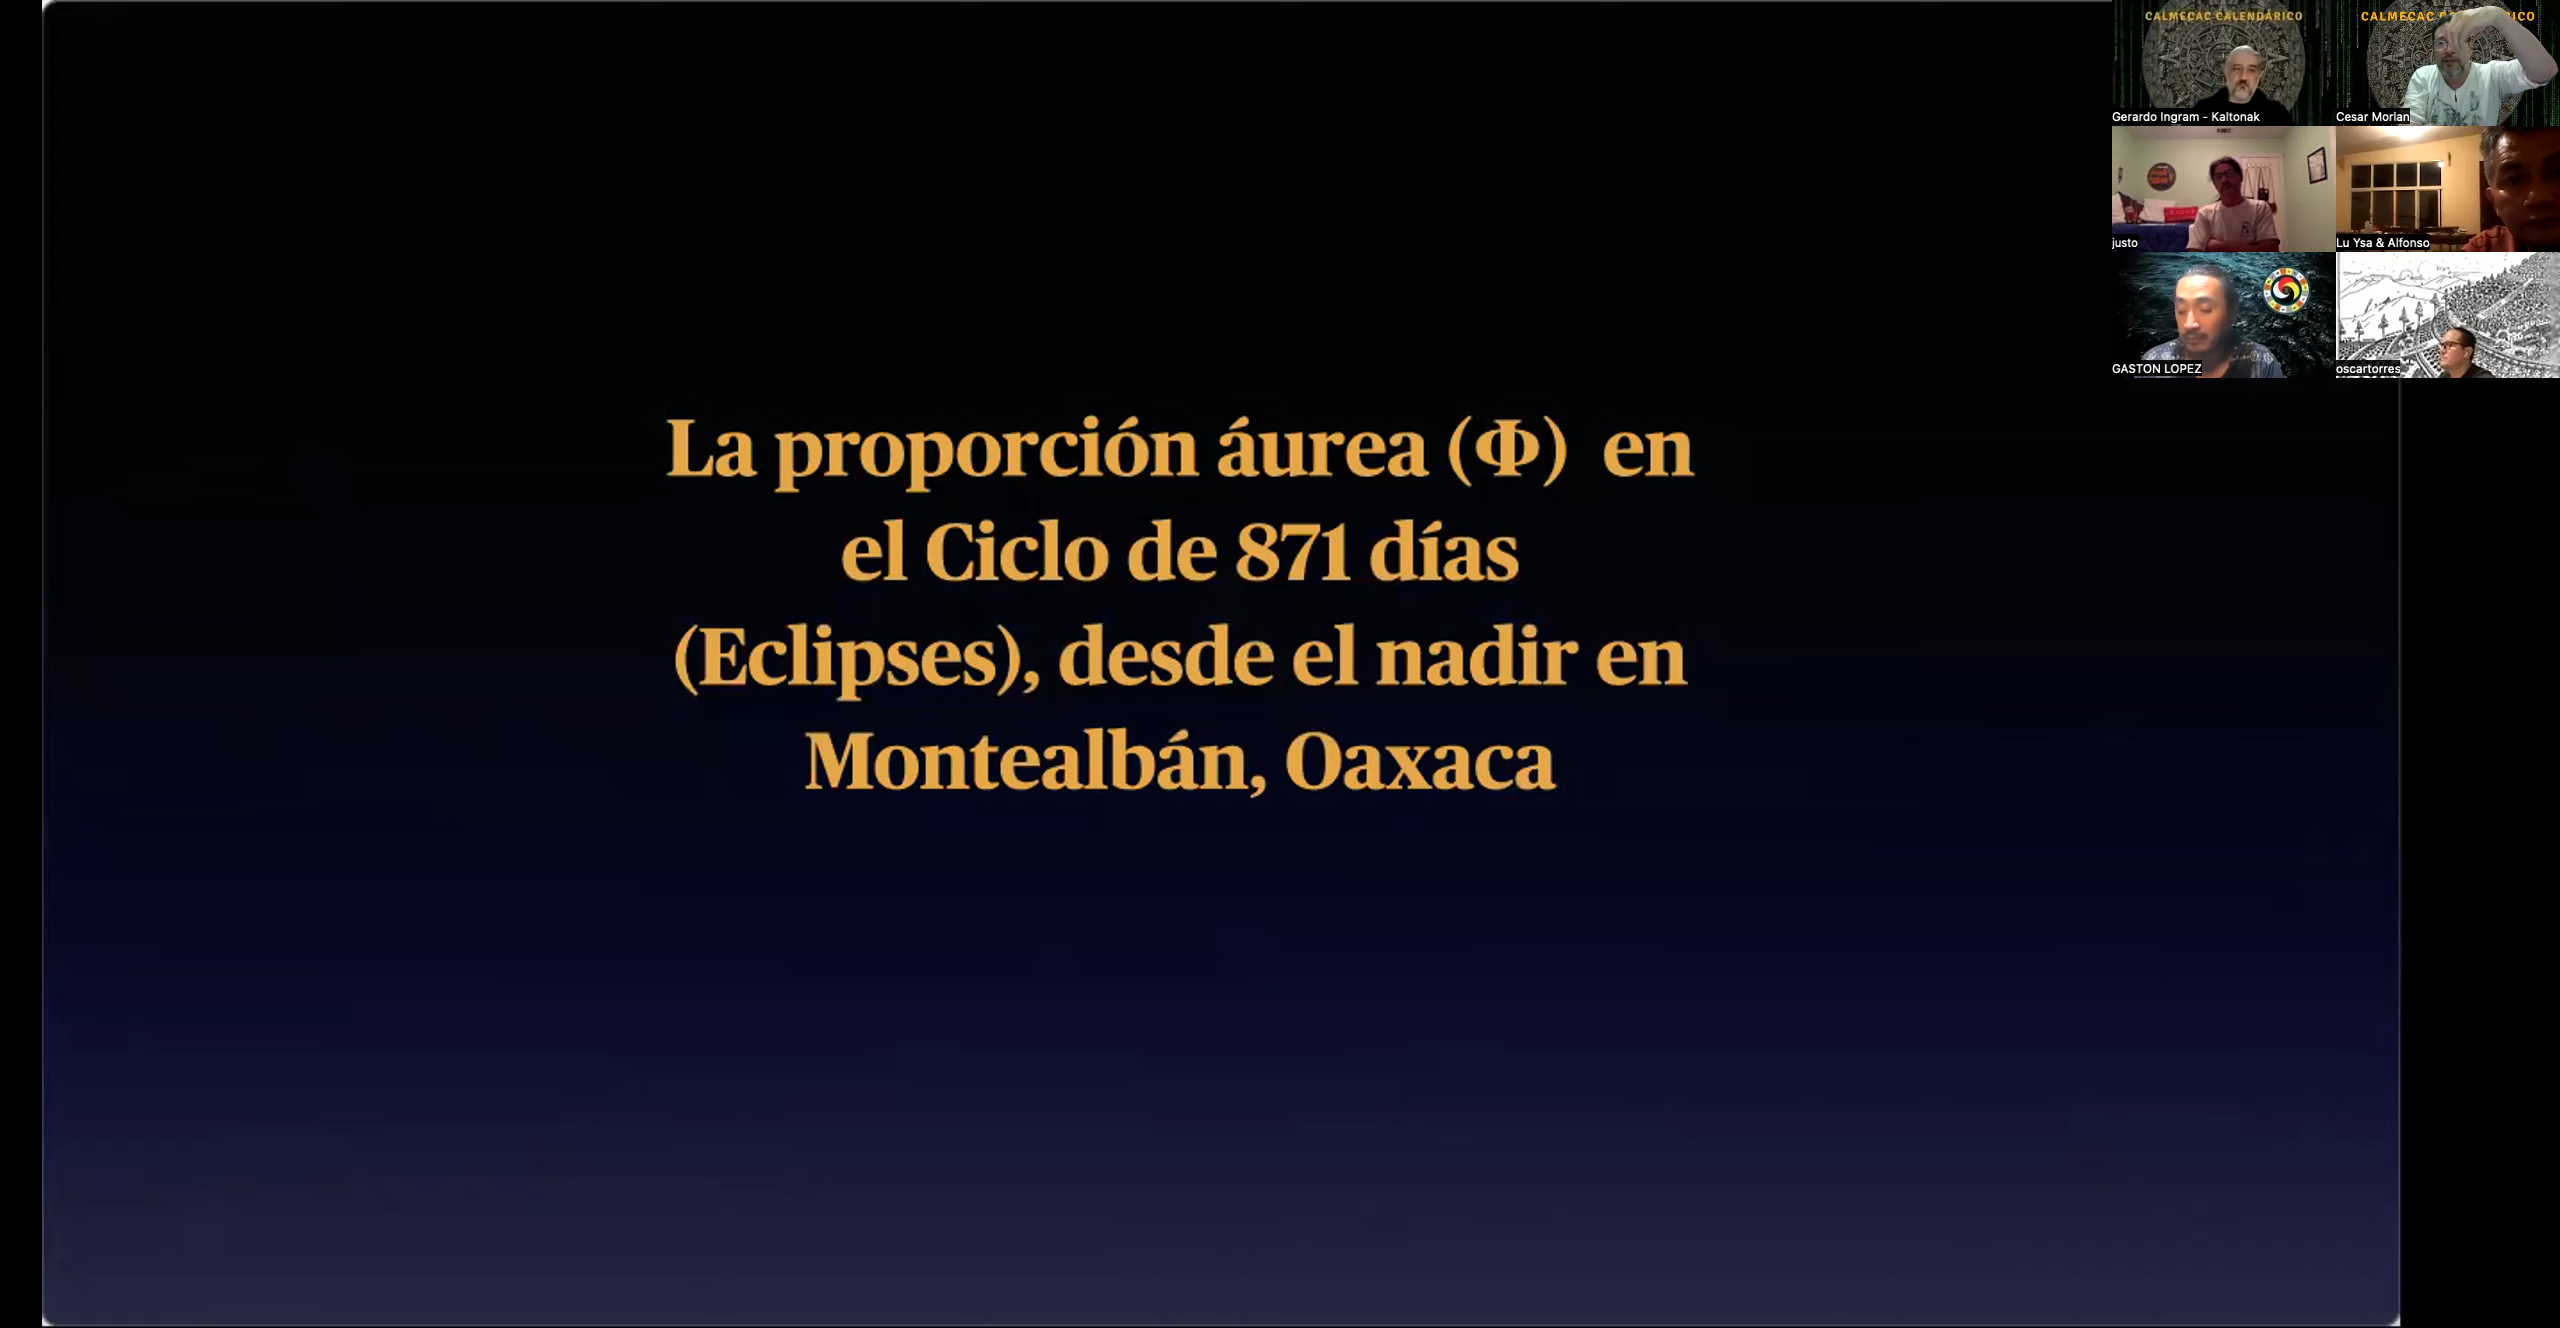 La proporción áurea (Φ) en
el Ciclo de 871 días
(Eclipses), desde el nadir en
Montealbán, Oaxaca
CALMECAC CALENDÁRICO
Gerardo Ingram - Kaltonak
CALMECAC
Cesar Morlan
justo
Lu Ysa & Alfonso
GASTON LOPEZ
oscartorres